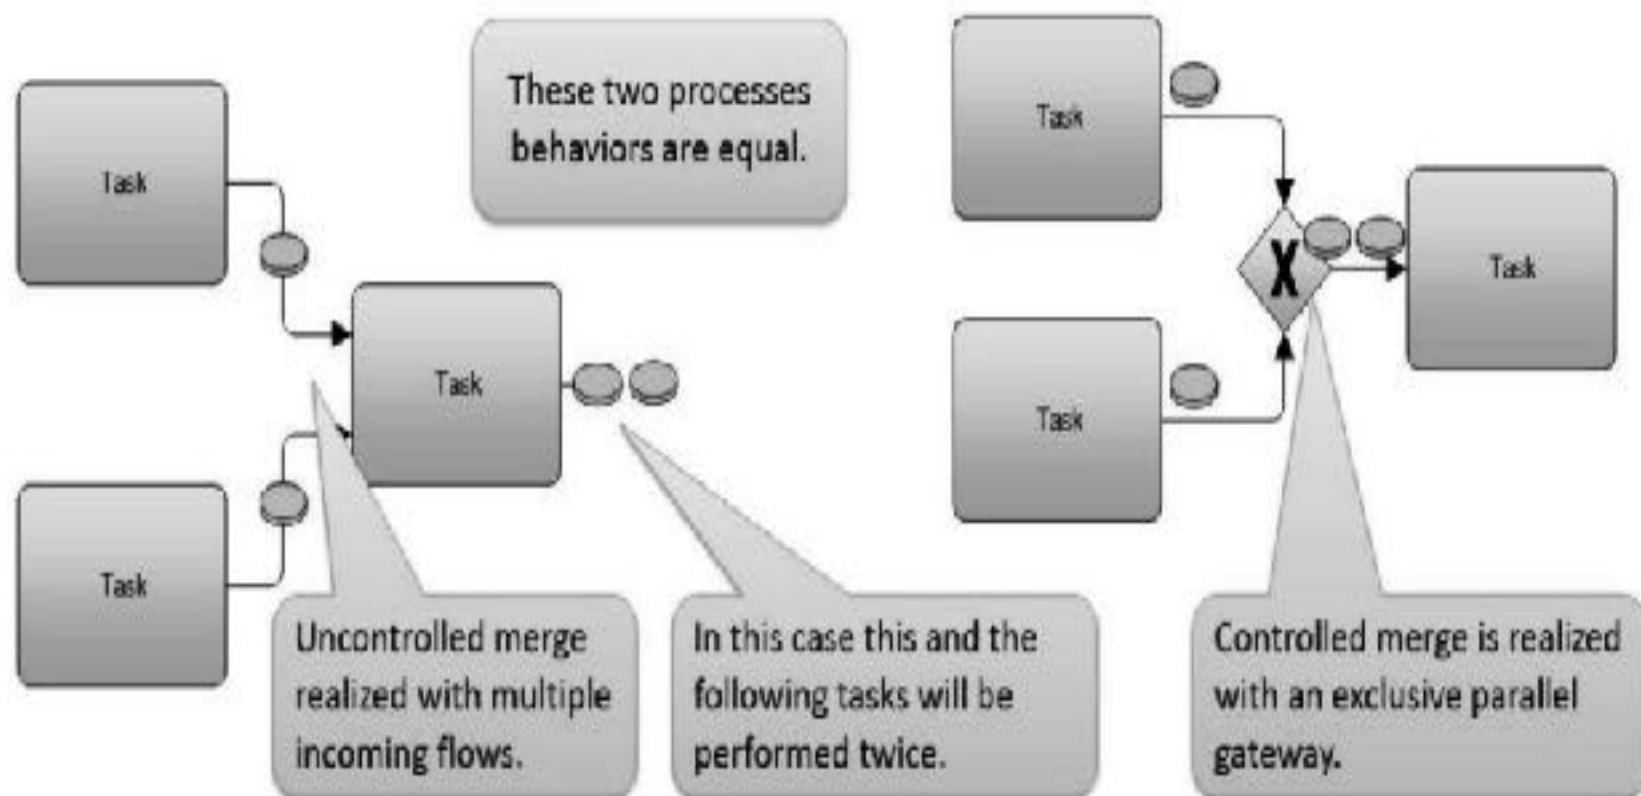 These two processes
behaviors are equal.
Task
Task
Task
Task
Task
Task
X
Uncontrolled merge
realized with multiple
incoming flows.
In this case this and the
following tasks will be
performed twice.
Controlled merge is realized
with an exclusive parallel
gateway.